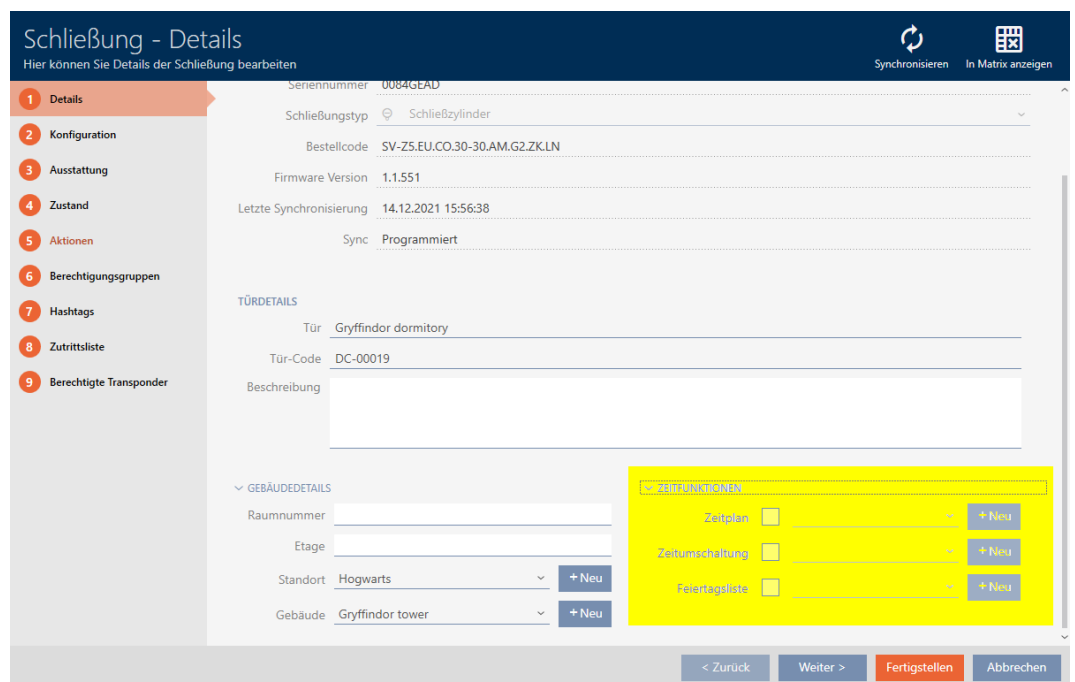 Schließung - Details
Hier können Sie Details der Schließung bearbeiten
Synchronisieren
In Matrix anzeigen
1 Details
2 Konfiguration
3 Ausstattung
4 Zustand
5 Aktionen
6 Berechtigungsgruppen
7 Hashtags
8 Zutrittsliste
9 Berechtigte Transponder
Seriennummer 0084GEAD
Schließungstyp Schließzylinder
Bestellcode SV-Z5.EU.CO.30-30.AM.G2.ZK.LN
Firmware Version 1.1.551
Letzte Synchronisierung 14.12.2021 15:56:38
Sync Programmiert
TÜRDETAILS
Tür Gryffindor dormitory
Tür-Code DC-00019
Beschreibung
GEBÄUDEDETAILS
Raumnummer
Etage
Standort Hogwarts + Neu
Gebäude Gryffindor tower + Neu
ZEITFUNKTIONEN
Zeitplan + Neu
Zeitumschaltung + Neu
Feiertagsliste + Neu
< Zurück
Weiter >
Fertigstellen
Abbrechen